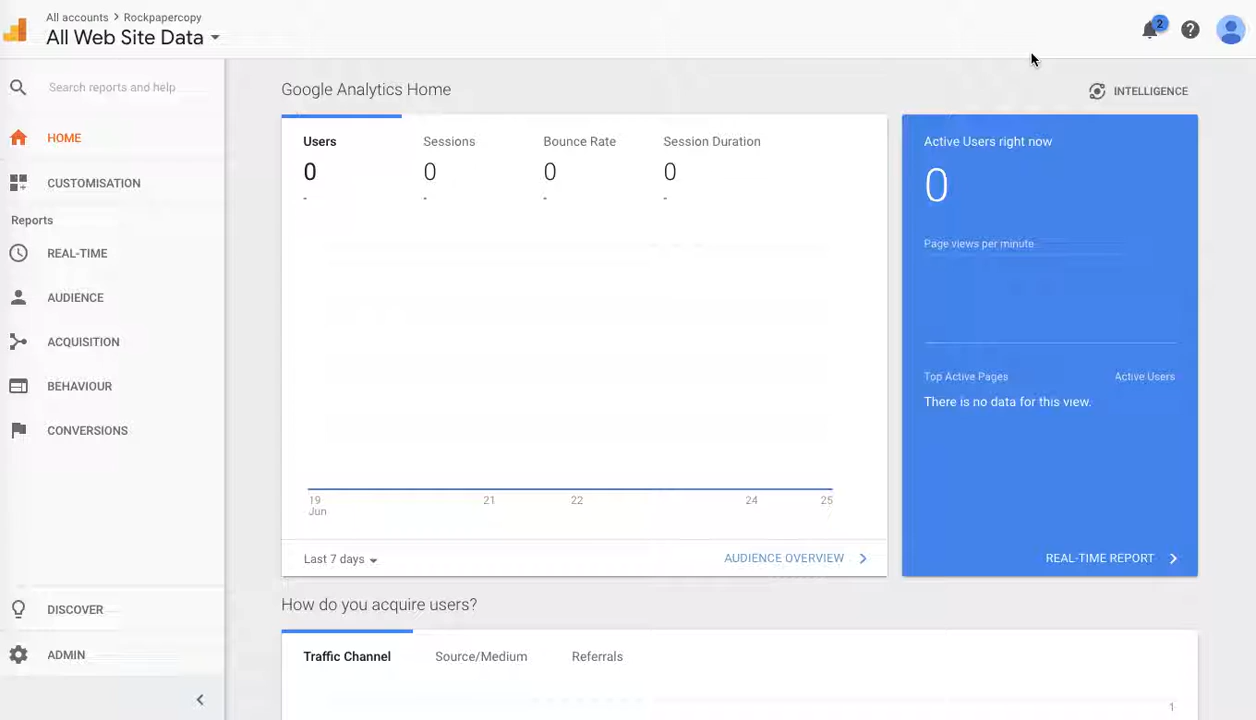 All accounts > Rockpapercopy
All Web Site Data
2
Search reports and help
HOME
CUSTOMISATION
Reports
REAL-TIME
AUDIENCE
ACQUISITION
BEHAVIOUR
CONVERSIONS
DISCOVER
ADMIN
Google Analytics Home
INTELLIGENCE
Users
0
-
Sessions
0
-
Bounce Rate
0
-
Session Duration
0
-
19 21 22 24 25
Jun
Last 7 days
AUDIENCE OVERVIEW
Active Users right now
0
Page views per minute
Top Active Pages Active Users
There is no data for this view.
REAL-TIME REPORT
How do you acquire users?
Traffic Channel Source/Medium Referrals
1